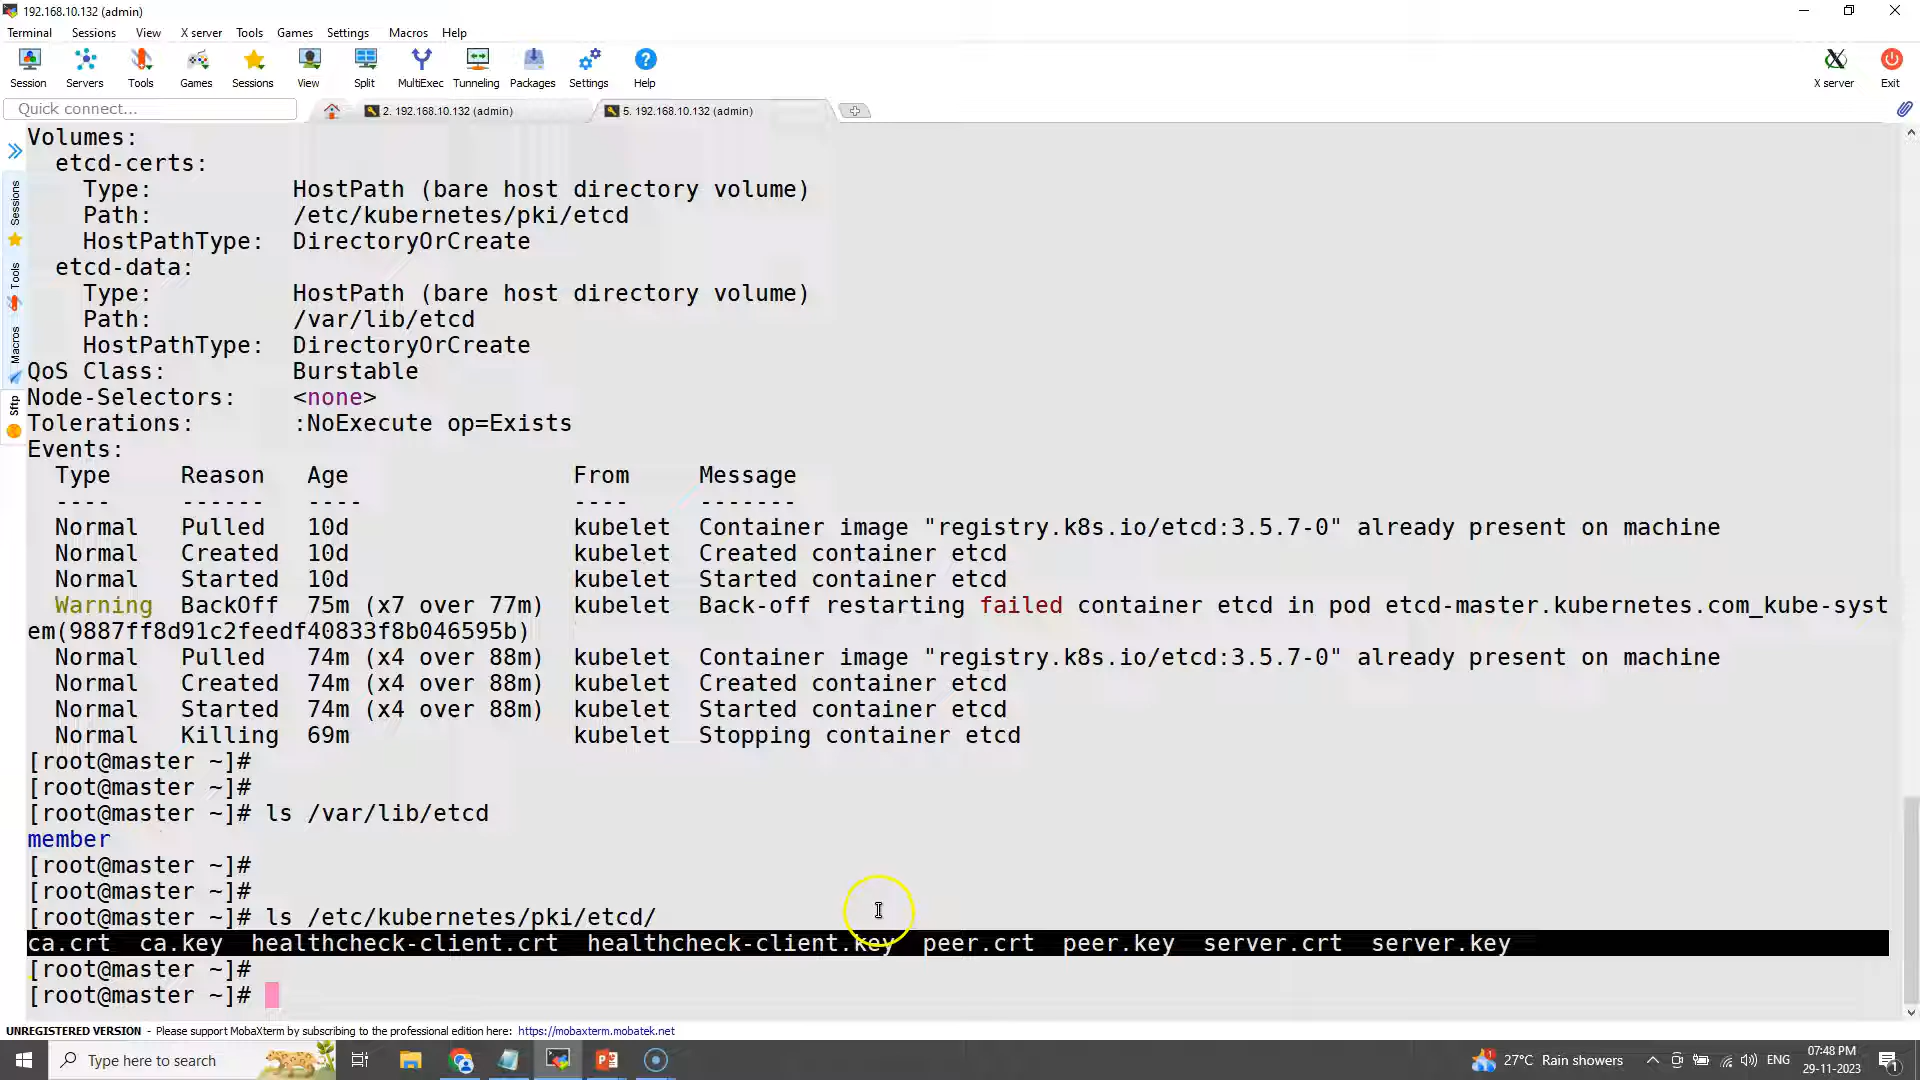 192.168.10.132 (admin)
Terminal Sessions View X server Tools Games Settings Macros Help
Session Servers Tools Games Sessions View Split MultiExec Tunneling Packages Settings Help X server Exit
Quick connect... 2. 192.168.10.132 (admin) 5. 192.168.10.132 (admin)
Sessions
Tools
Macros
Sftp
Volumes:
etcd-certs:
Type: HostPath (bare host directory volume)
Path: /etc/kubernetes/pki/etcd
HostPathType: DirectoryOrCreate
etcd-data:
Type: HostPath (bare host directory volume)
Path: /var/lib/etcd
HostPathType: DirectoryOrCreate
QoS Class: Burstable
Node-Selectors: <none>
Tolerations: :NoExecute op=Exists
Events:
Type Reason Age From Message
---- ------ ---- ---- -------
Normal Pulled 10d kubelet Container image "registry.k8s.io/etcd:3.5.7-0" already present on machine
Normal Created 10d kubelet Created container etcd
Normal Started 10d kubelet Started container etcd
Warning BackOff 75m (x7 over 77m) kubelet Back-off restarting failed container etcd in pod etcd-master.kubernetes.com_kube-syst
em(9887ff8d91c2feedf40833f8b046595b)
Normal Pulled 74m (x4 over 88m) kubelet Container image "registry.k8s.io/etcd:3.5.7-0" already present on machine
Normal Created 74m (x4 over 88m) kubelet Created container etcd
Normal Started 74m (x4 over 88m) kubelet Started container etcd
Normal Killing 69m kubelet Stopping container etcd
[root@master ~]#
[root@master ~]#
[root@master ~]# ls /var/lib/etcd
member
[root@master ~]#
[root@master ~]#
[root@master ~]# ls /etc/kubernetes/pki/etcd/
ca.crt ca.key healthcheck-client.crt healthcheck-client.key peer.crt peer.key server.crt server.key
[root@master ~]#
[root@master ~]#
UNREGISTERED VERSION - Please support MobaXterm by subscribing to the professional edition here: https://mobaxterm.mobatek.net
Type here to search 27°C Rain showers ENG 07:48 PM
29-11-2023